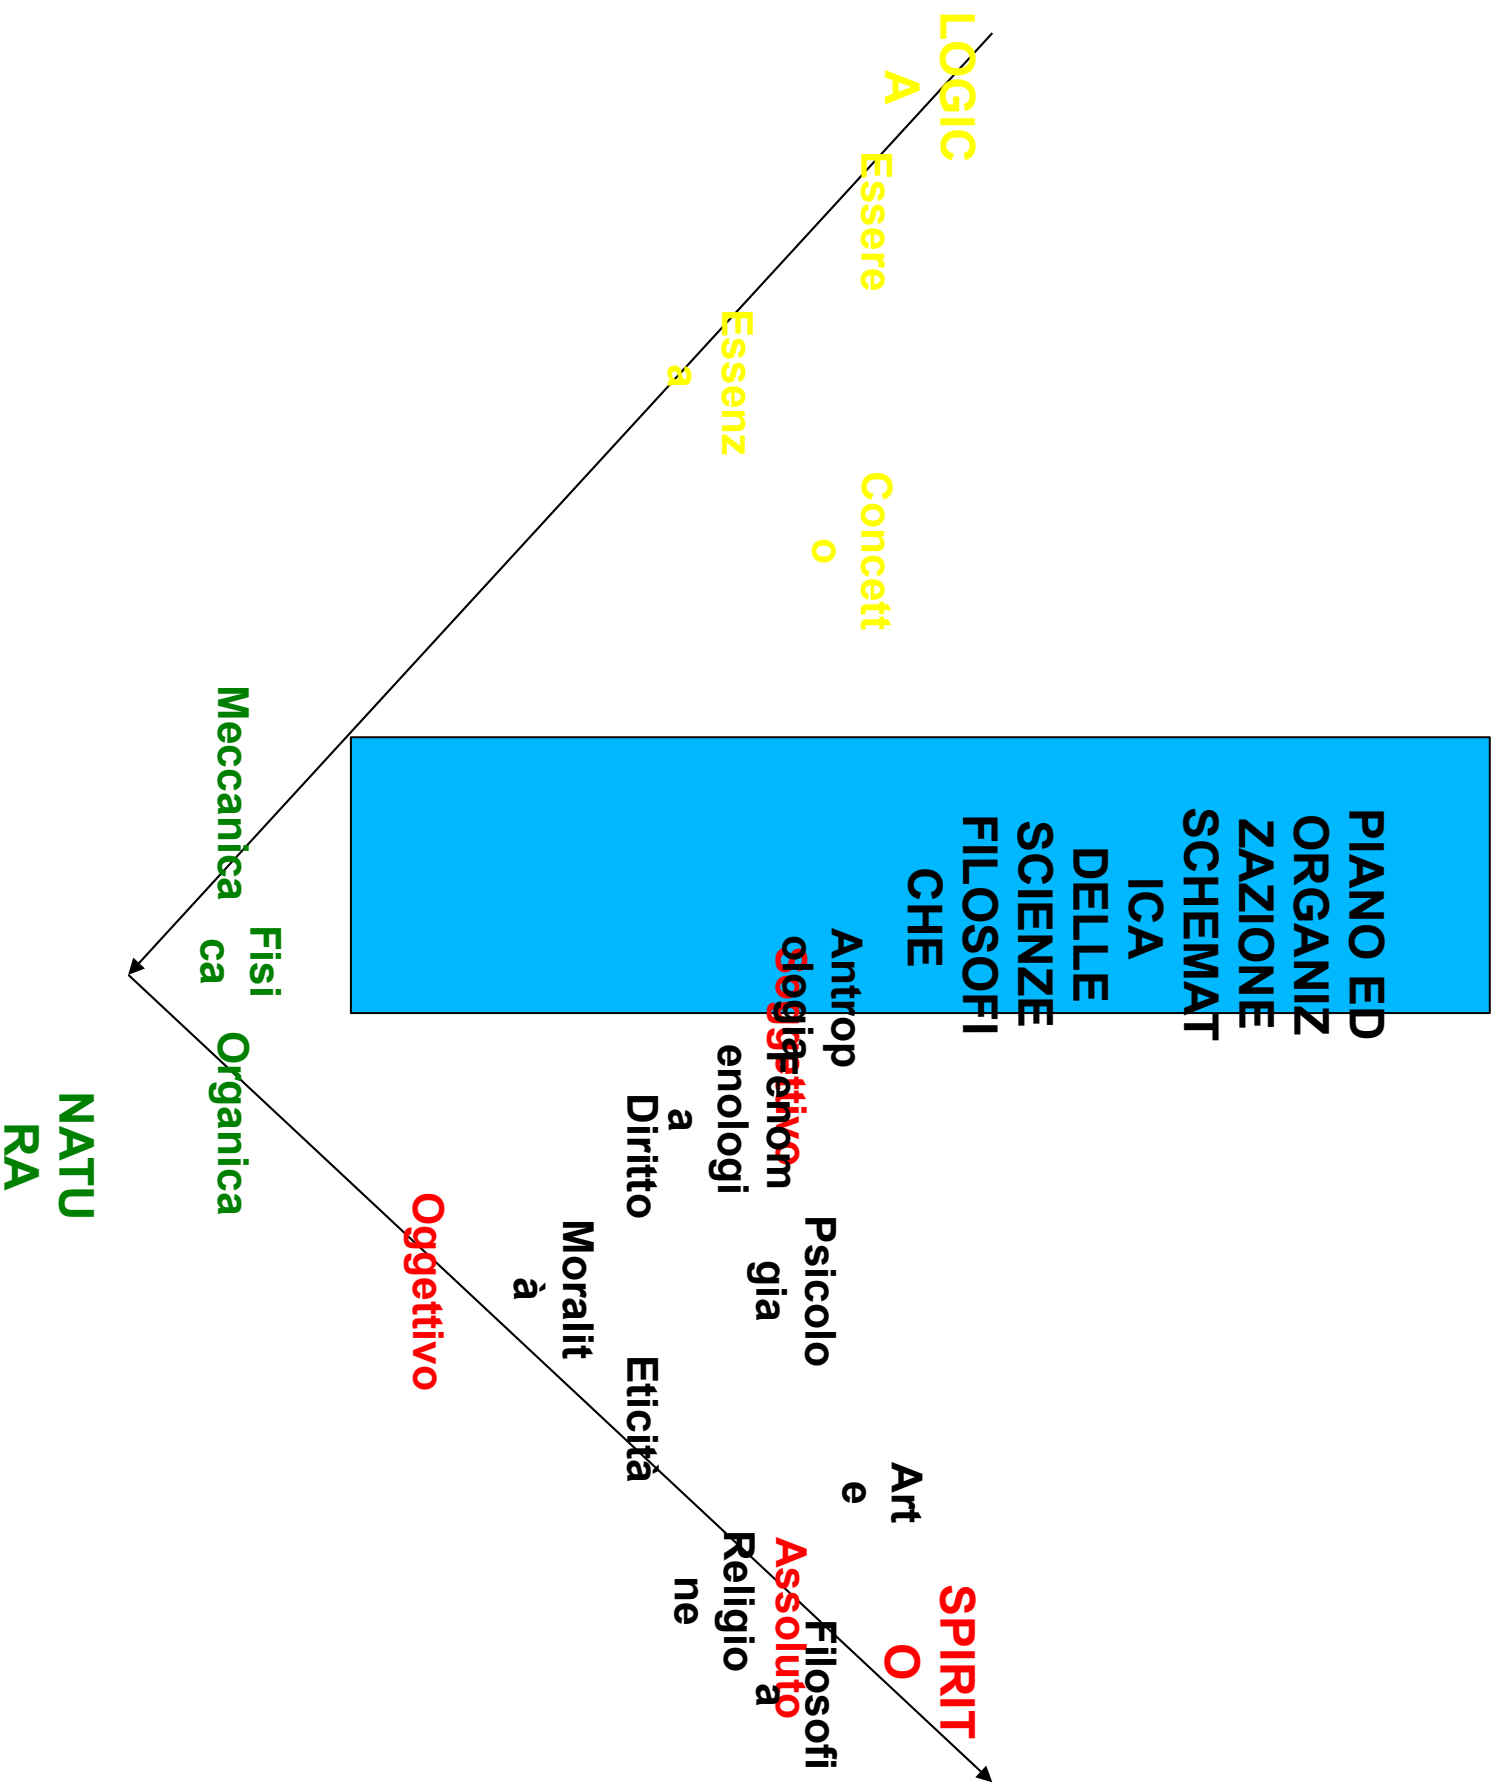 PIANO ED
ORGANIZ
ZAZIONE
SCHEMAT
ICA
DELLE
SCIENZE
FILOSOFI
CHE
LOGIC
A
Essere
Essenz
a
Concett
o
Meccanica
Fisi
ca
Organica
NATU
RA
Soggettivo
Antrop
ologia
Fenom
enologi
a
Psicolo
gia
Oggettivo
Diritto
Moralit
à
Eticità
SPIRIT
O
Assoluto
Art
e
Religio
ne
Filosofi
a